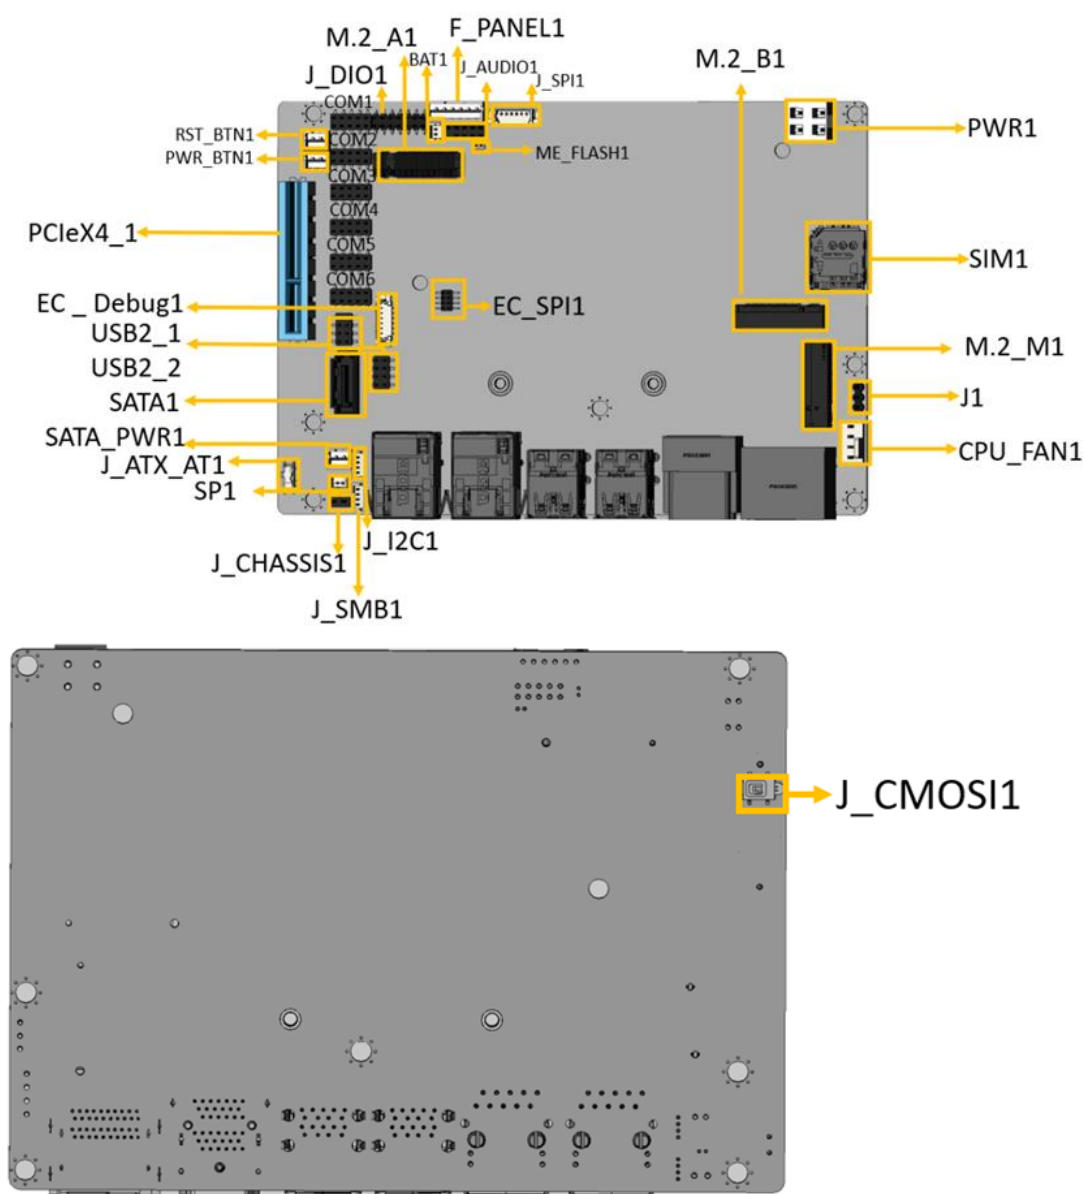 F_PANEL1
M.2_A1
BAT1
J_AUDIO1
M.2_B1
J_DIO1
J_SPI1
COM1
RST_BTN1
COM2
PWR1
PWR_BTN1
ME_FLASH1
COM3
COM4
PCIeX4_1
COM5
SIM1
COM6
EC _ Debug1
EC_SPI1
USB2_1
M.2_M1
USB2_2
SATA1
J1
SATA_PWR1
CPU_FAN1
J_ATX_AT1
SP1
J_I2C1
J_CHASSIS1
J_SMB1
J_CMOSI1